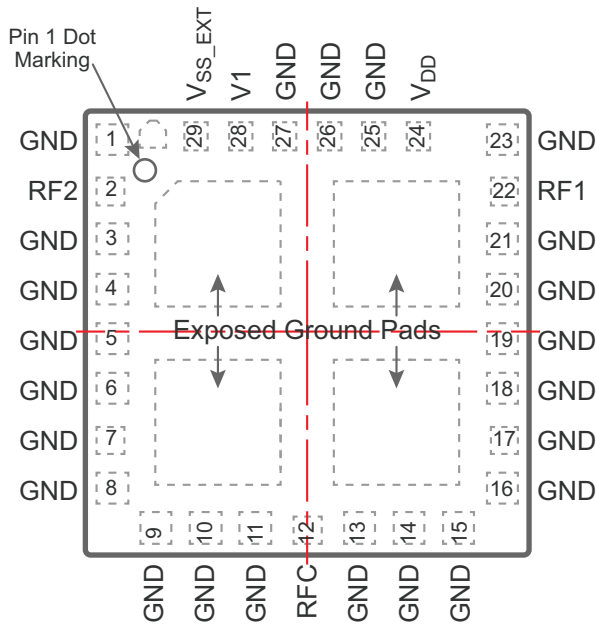 Pin 1 Dot
Marking
V_SS_EXT
V1
GND
GND
GND
V_DD
29
28
27
26
25
24
GND 1
23 GND
RF2 2
22 RF1
GND 3
21 GND
GND 4
20 GND
Exposed Ground Pads
GND 5
19 GND
GND 6
18 GND
GND 7
17 GND
GND 8
16 GND
9
10
11
12
13
14
15
GND
GND
GND
RFC
GND
GND
GND